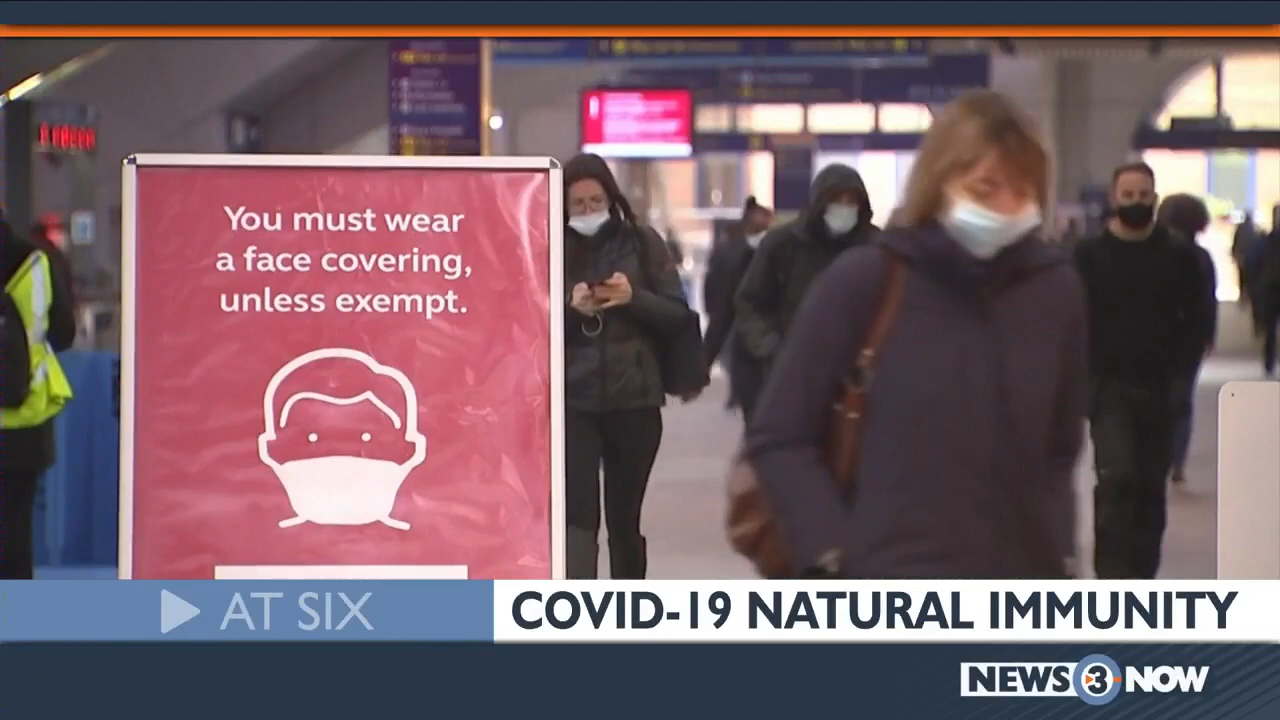 You must wear
a face covering,
unless exempt.
AT SIX
COVID-19 NATURAL IMMUNITY
NEWS 3 NOW